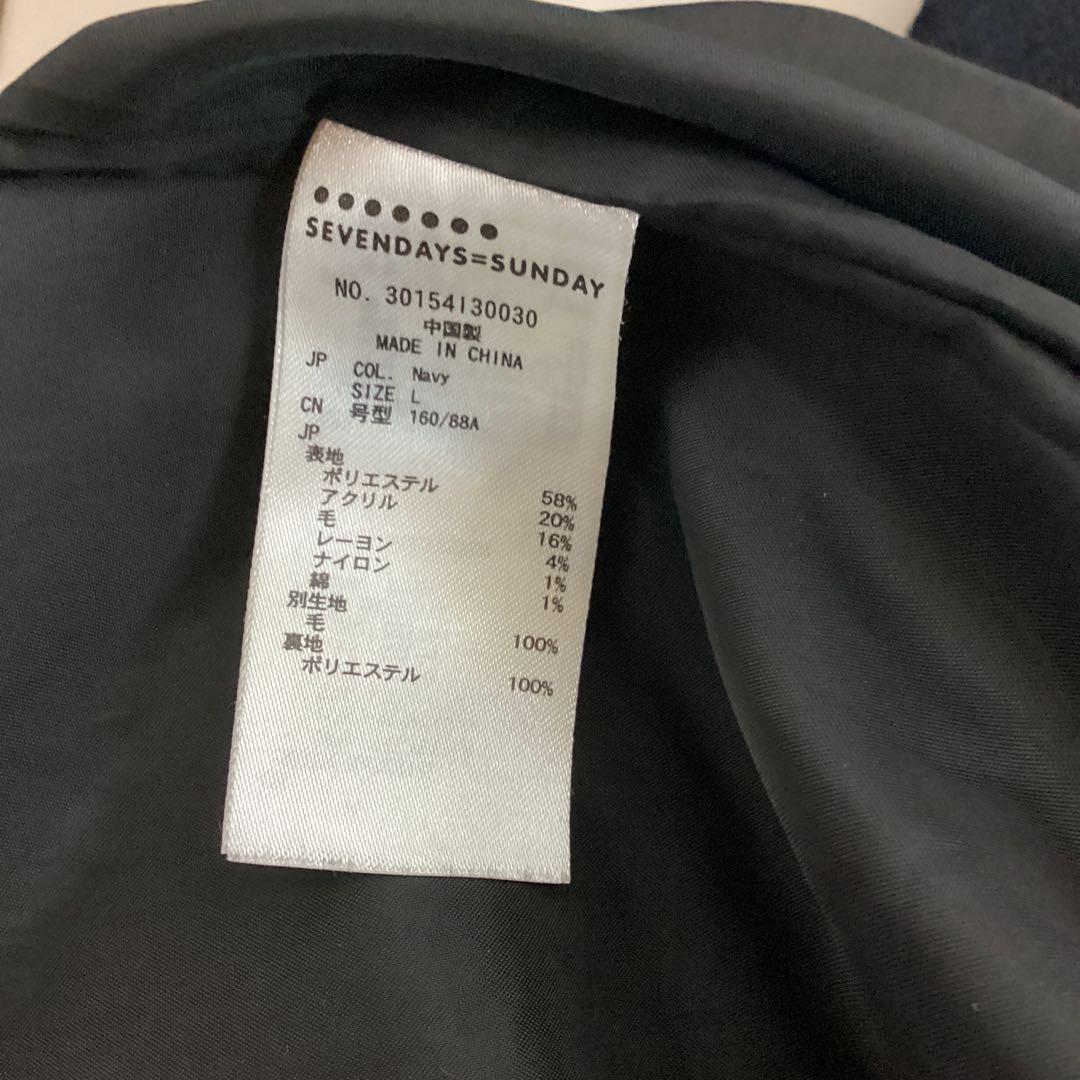 SEVENDAYS=SUNDAY
NO. 30154130030
中国製
MADE IN CHINA
JP COL. Navy
SIZE L
CN 号型 160/88A
JP
表地
ポリエステル 58%
アクリル 20%
毛 16%
レーヨン 4%
ナイロン 1%
綿 1%
別生地
毛 100%
裏地
ポリエステル 100%